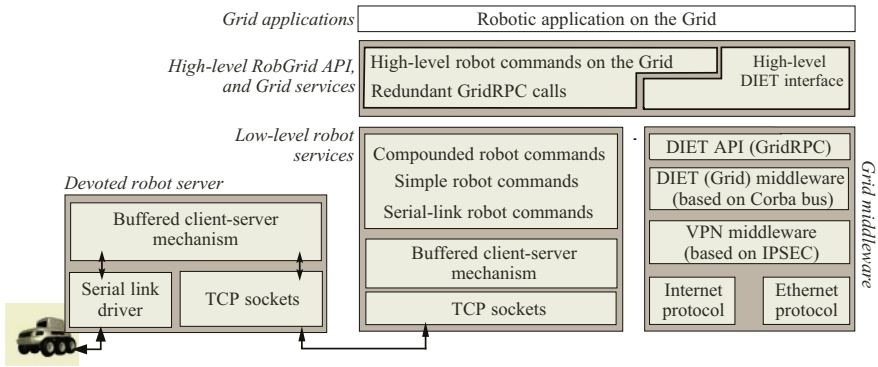 Grid applications
Robotic application on the Grid
High-level RobGrid API,
and Grid services
High-level robot commands on the Grid
Redundant GridRPC calls
High-level
DIET interface
Low-level robot
services
Compounded robot commands
Simple robot commands
Serial-link robot commands
Buffered client-server
mechanism
TCP sockets
DIET API (GridRPC)
DIET (Grid) middleware
(based on Corba bus)
VPN middleware
(based on IPSEC)
Internet
protocol
Ethernet
protocol
Grid middleware
Devoted robot server
Buffered client-server
mechanism
Serial link
driver
TCP sockets